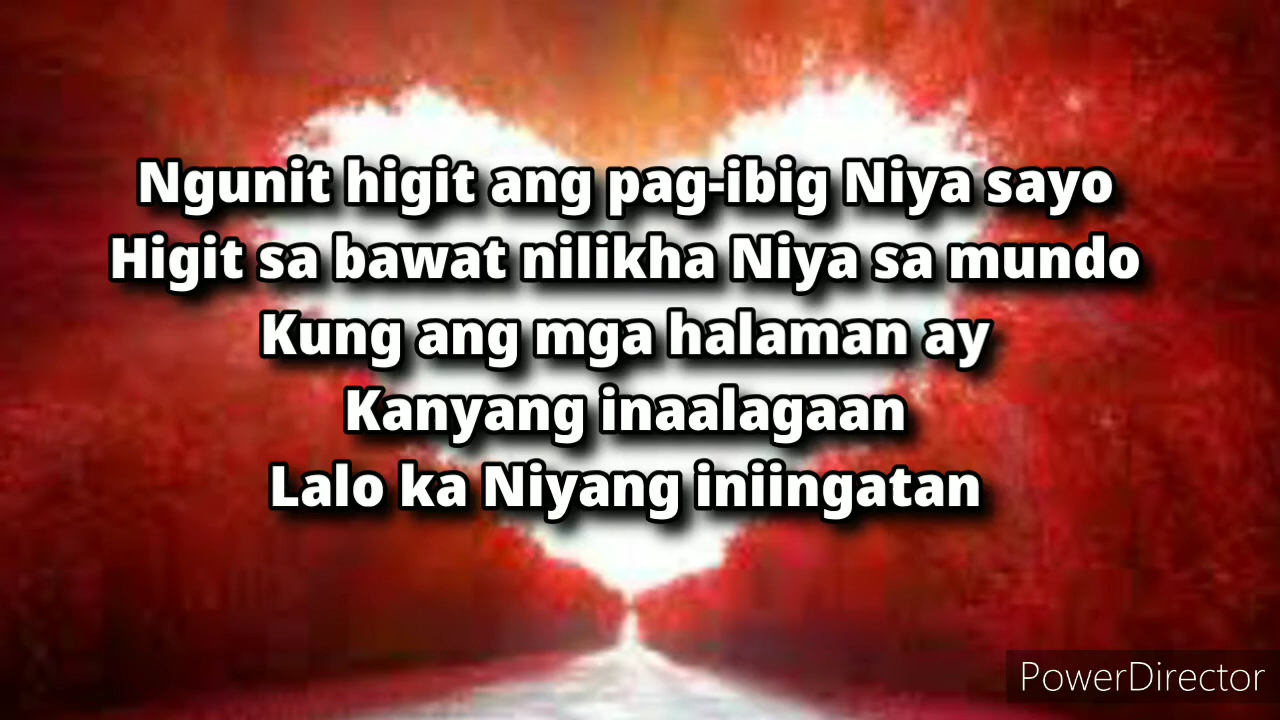 Ngunit higit ang pag-ibig Niya sayo
Higit sa bawat nilikha Niya sa mundo
Kung ang mga halaman ay
Kanyang inaalagaan
Lalo ka Niyang iniingatan
PowerDirector